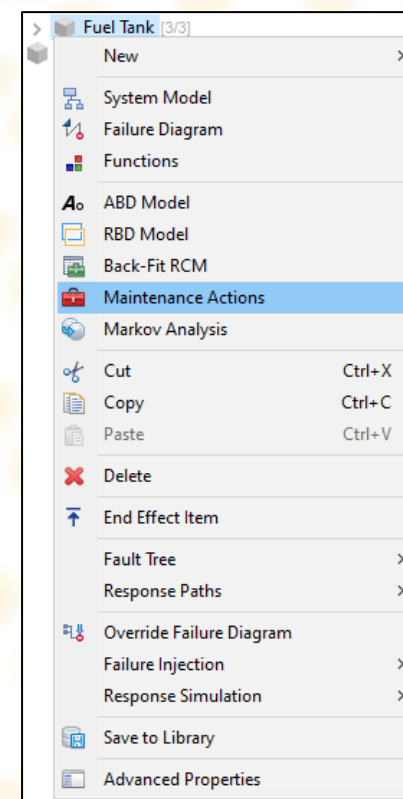 Fuel Tank [3/3]
New
System Model
Failure Diagram
Functions
ABD Model
RBD Model
Back-Fit RCM
Maintenance Actions
Markov Analysis
Cut Ctrl+X
Copy Ctrl+C
Paste Ctrl+V
Delete
End Effect Item
Fault Tree
Response Paths
Override Failure Diagram
Failure Injection
Response Simulation
Save to Library
Advanced Properties